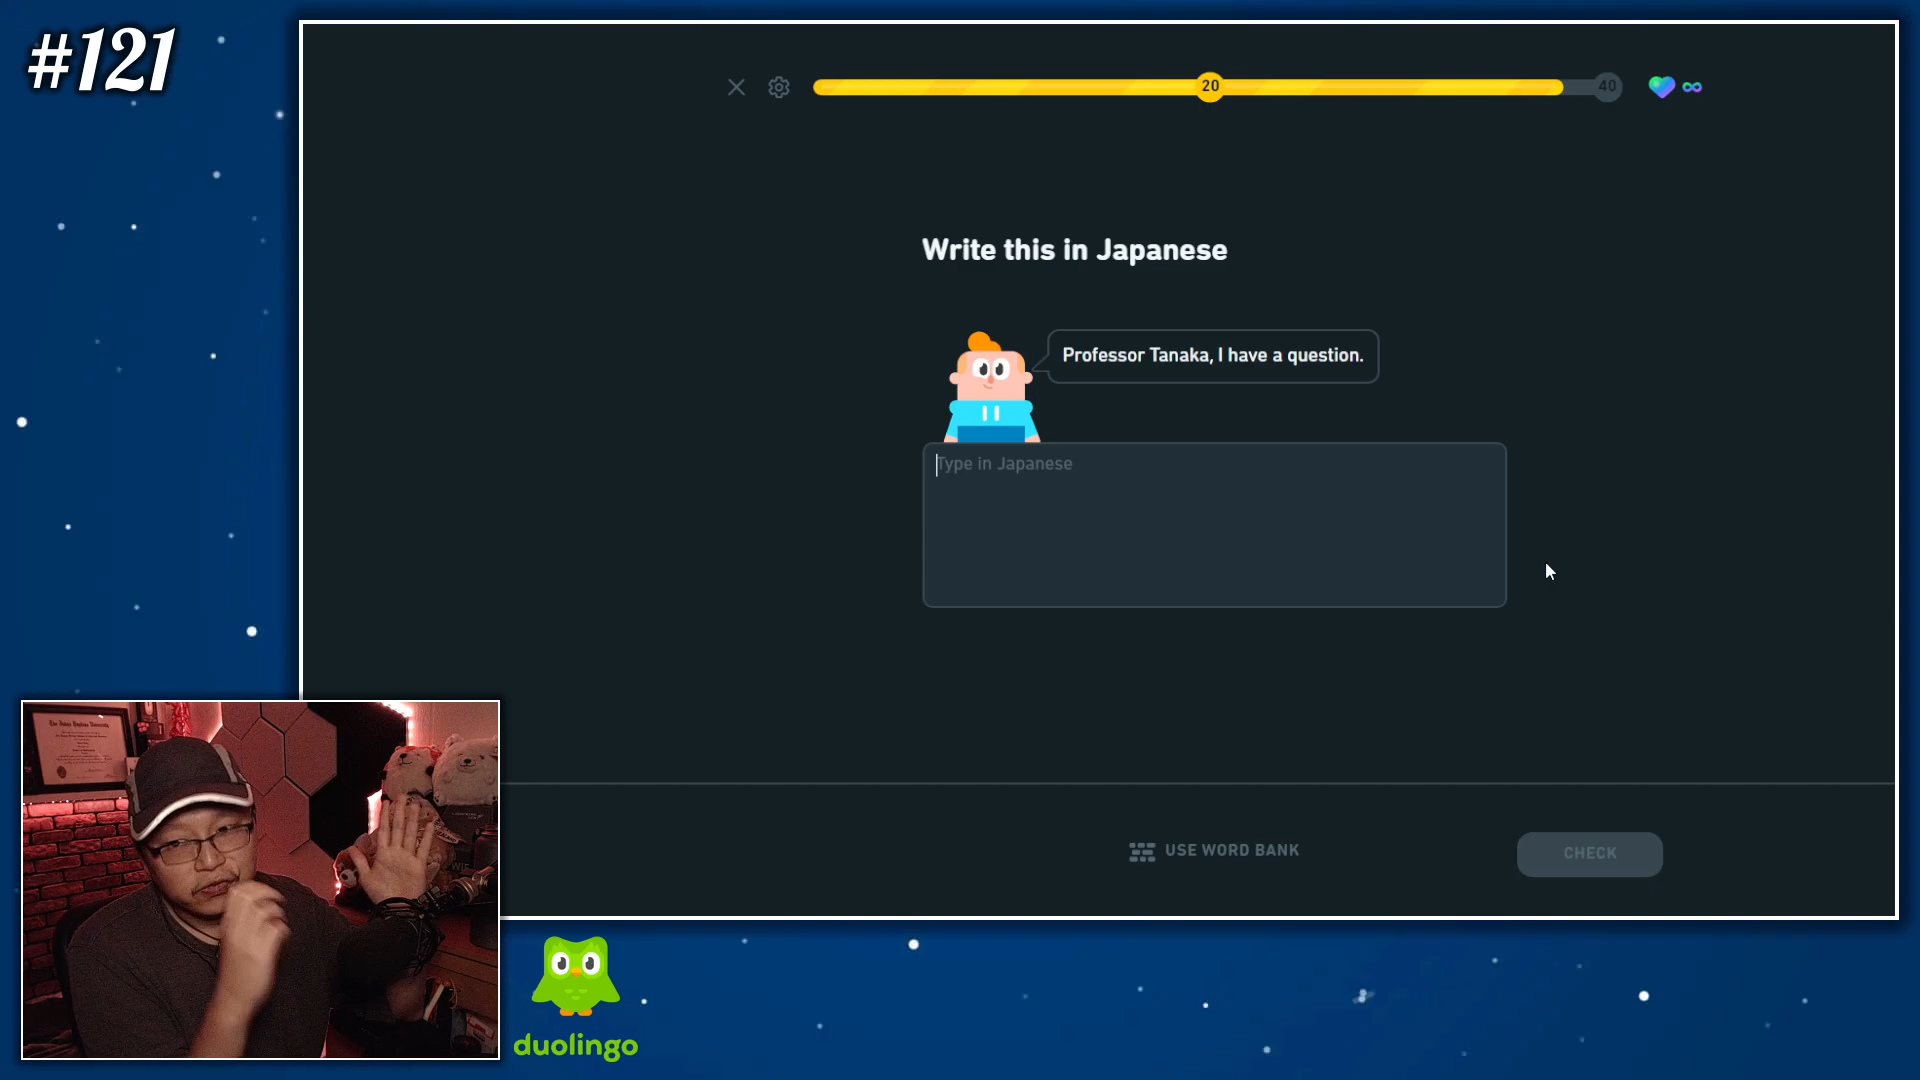 #121
20
40
Write this in Japanese
Professor Tanaka, I have a question.
Type in Japanese
USE WORD BANK
CHECK
duolingo